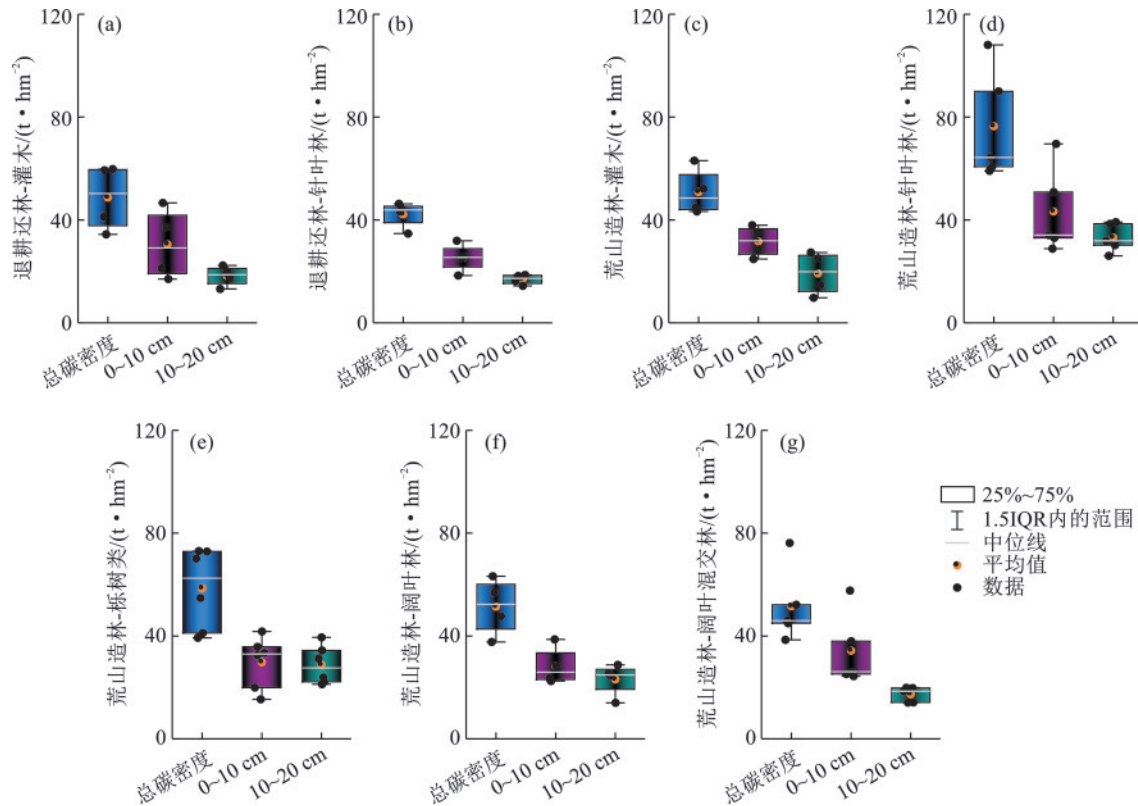 (a)
120
80
40
0
退耕还林-灌木/(t·hm⁻²)
总碳密度
0~10 cm
10~20 cm
(b)
120
80
40
0
退耕还林-针叶林/(t·hm⁻²)
总碳密度
0~10 cm
10~20 cm
(c)
120
80
40
0
荒山造林-灌木/(t·hm⁻²)
总碳密度
0~10 cm
10~20 cm
(d)
120
80
40
0
荒山造林-针叶林/(t·hm⁻²)
总碳密度
0~10 cm
10~20 cm
(e)
120
80
40
0
荒山造林-栎树类/(t·hm⁻²)
总碳密度
0~10 cm
10~20 cm
(f)
120
80
40
0
荒山造林-阔叶林/(t·hm⁻²)
总碳密度
0~10 cm
10~20 cm
(g)
120
80
40
0
荒山造林-阔叶混交林/(t·hm⁻²)
总碳密度
0~10 cm
10~20 cm
25%~75%
1.5IQR内的范围
中位线
平均值
数据